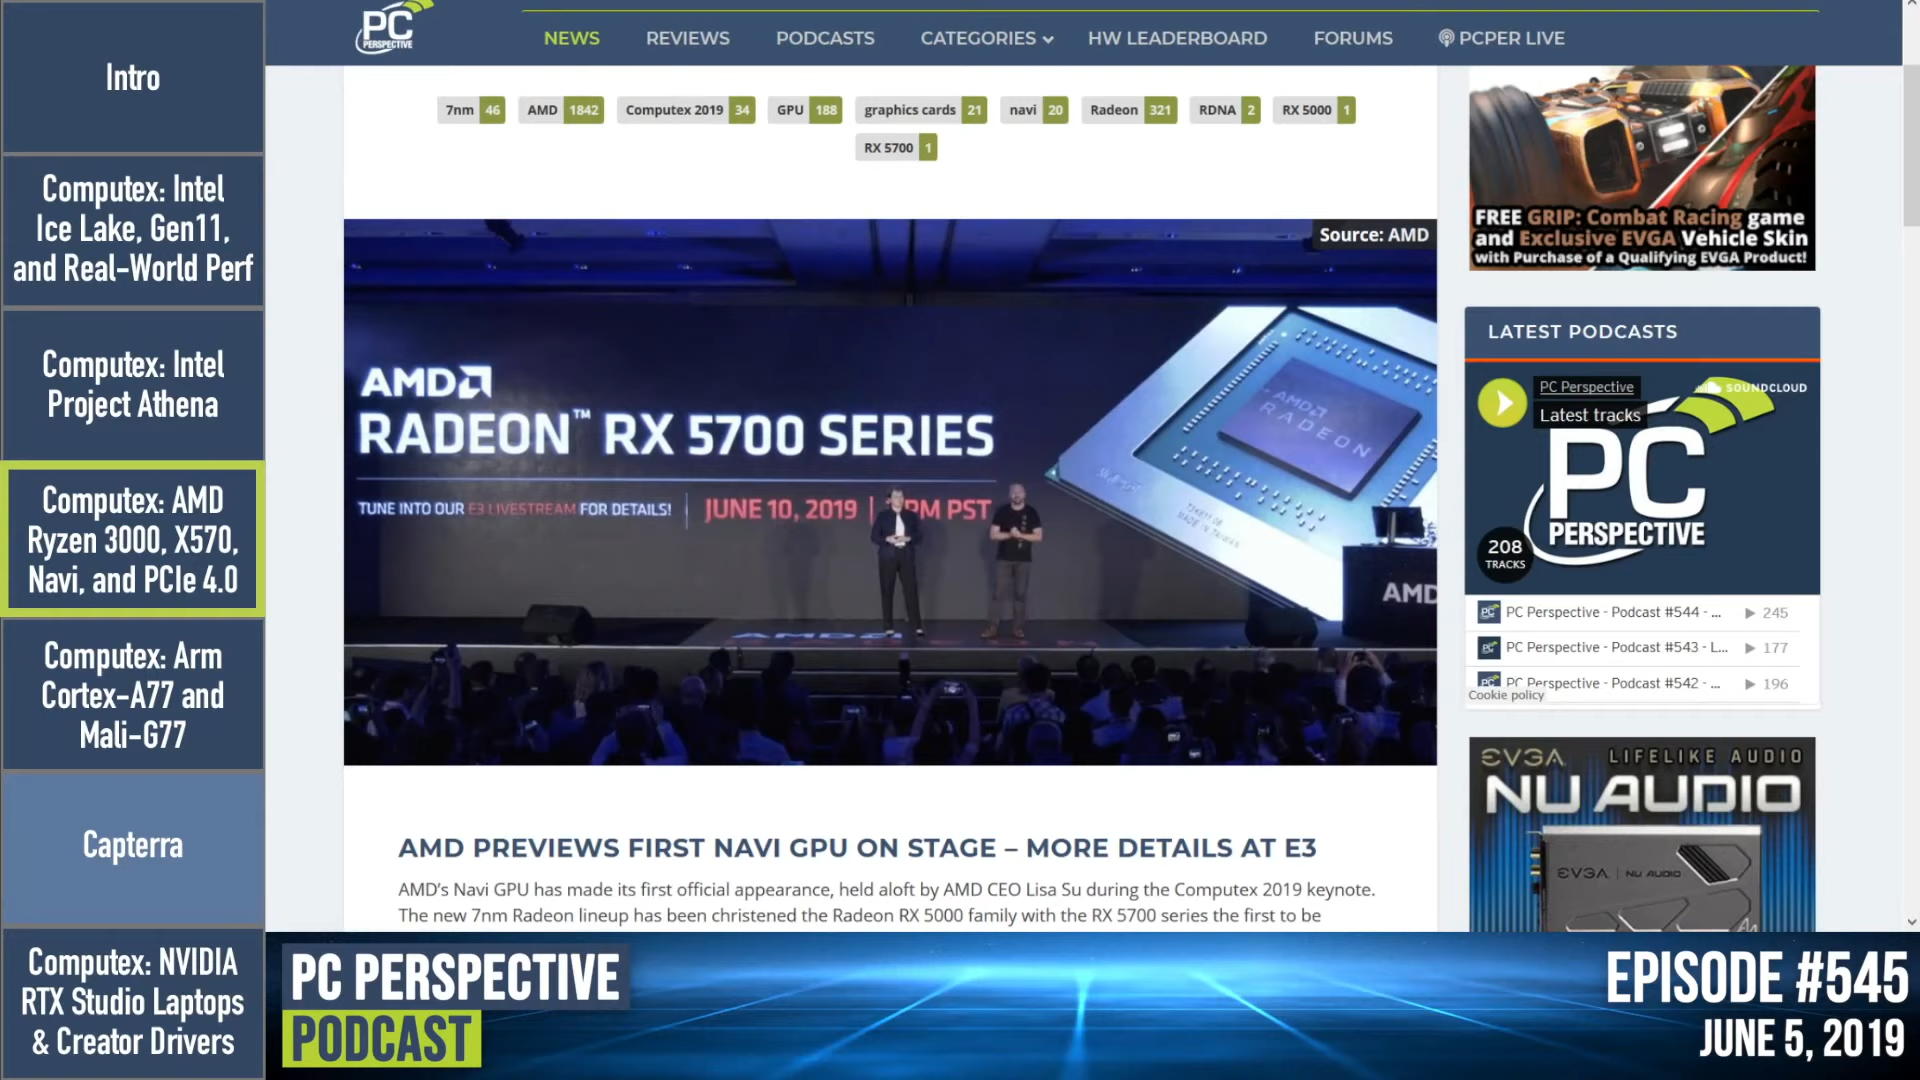 Intro
Computex: Intel
Ice Lake, Gen11,
and Real-World Perf
Computex: Intel
Project Athena
Computex: AMD
Ryzen 3000, X570,
Navi, and PCIe 4.0
Computex: Arm
Cortex-A77 and
Mali-G77
Capterra
Computex: NVIDIA
RTX Studio Laptops
& Creator Drivers
PC
PERSPECTIVE
NEWS REVIEWS PODCASTS CATEGORIES HW LEADERBOARD FORUMS PCPER LIVE
7nm 46 AMD 1842 Computex 2019 34 GPU 188 graphics cards 21 navi 20 Radeon 321 RDNA 2 RX 5000 1
RX 5700 1
Source: AMD
AMD
RADEON™ RX 5700 SERIES
TUNE INTO OUR E3 LIVESTREAM FOR DETAILS! | JUNE 10, 2019 | PM PST
AMD
RADEON
MADE IN TAIWAN
AMD
AMD
AMD PREVIEWS FIRST NAVI GPU ON STAGE – MORE DETAILS AT E3
AMD's Navi GPU has made its first official appearance, held aloft by AMD CEO Lisa Su during the Computex 2019 keynote.
The new 7nm Radeon lineup has been christened the Radeon RX 5000 family with the RX 5700 series the first to be
FREE GRIP: Combat Racing game
and Exclusive EVGA Vehicle Skin
with Purchase of a Qualifying EVGA Product!
LATEST PODCASTS
PC Perspective
SOUNDCLOUD
Latest tracks
PC
PERSPECTIVE
208
TRACKS
PC Perspective - Podcast #544 - ... 245
PC Perspective - Podcast #543 - L... 177
PC Perspective - Podcast #542 - ... 196
Cookie policy
EVGA LIFELIKE AUDIO
NU AUDIO
EVGA | NU AUDIO
PC PERSPECTIVE
PODCAST
EPISODE #545
JUNE 5, 2019